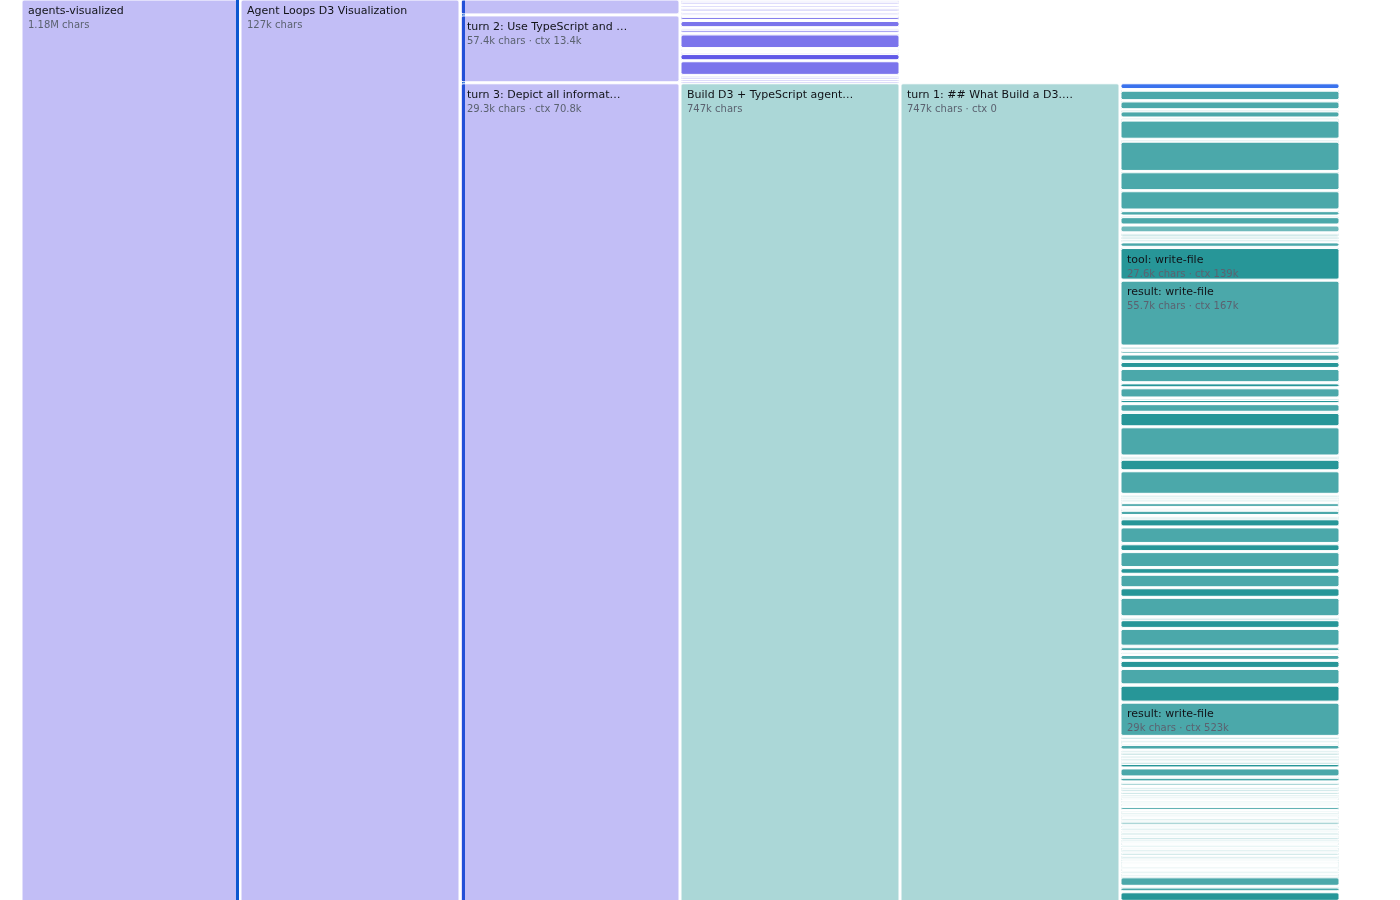 agents-visualized
1.18M chars
Agent Loops D3 Visualization
127k chars
turn 2: Use TypeScript and ...
57.4k chars · ctx 13.4k
turn 3: Depict all informat...
29.3k chars · ctx 70.8k
Build D3 + TypeScript agent...
747k chars
turn 1: ## What Build a D3....
747k chars · ctx 0
tool: write-file
27.6k chars · ctx 139k
result: write-file
55.7k chars · ctx 167k
result: write-file
29k chars · ctx 523k